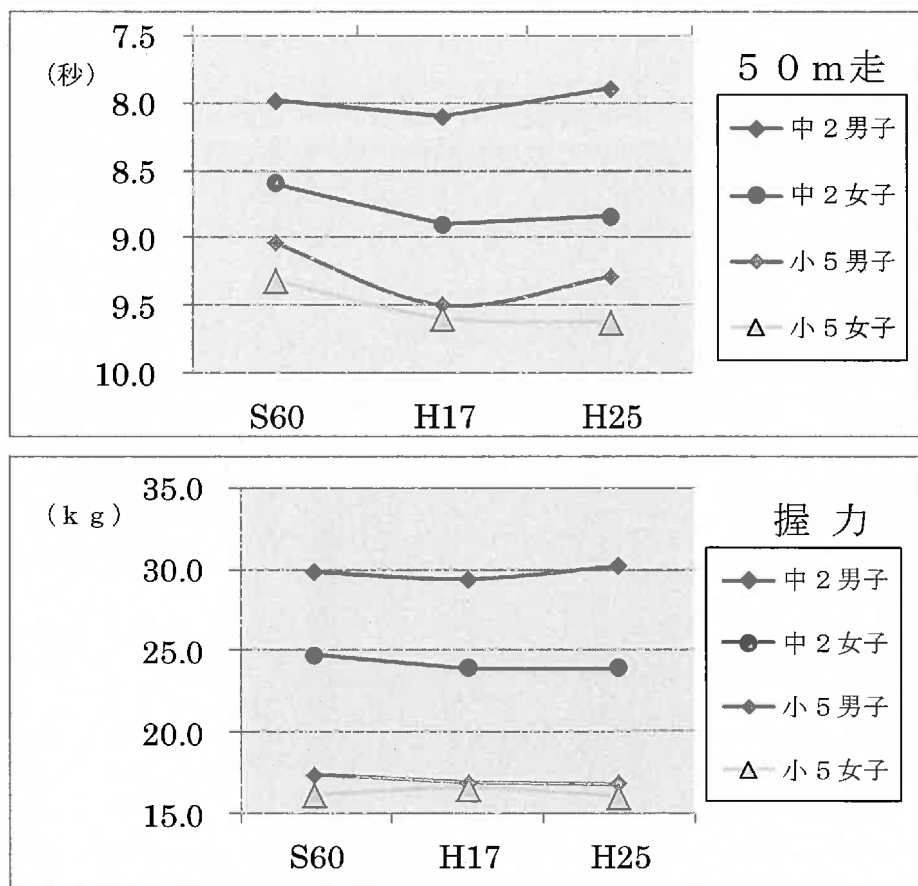 7.5
(秒)
8.0
8.5
9.0
9.5
10.0
S60 H17 H25
50m走
中2男子
中2女子
小5男子
小5女子
35.0
(kg)
30.0
25.0
20.0
15.0
S60 H17 H25
握力
中2男子
中2女子
小5男子
小5女子